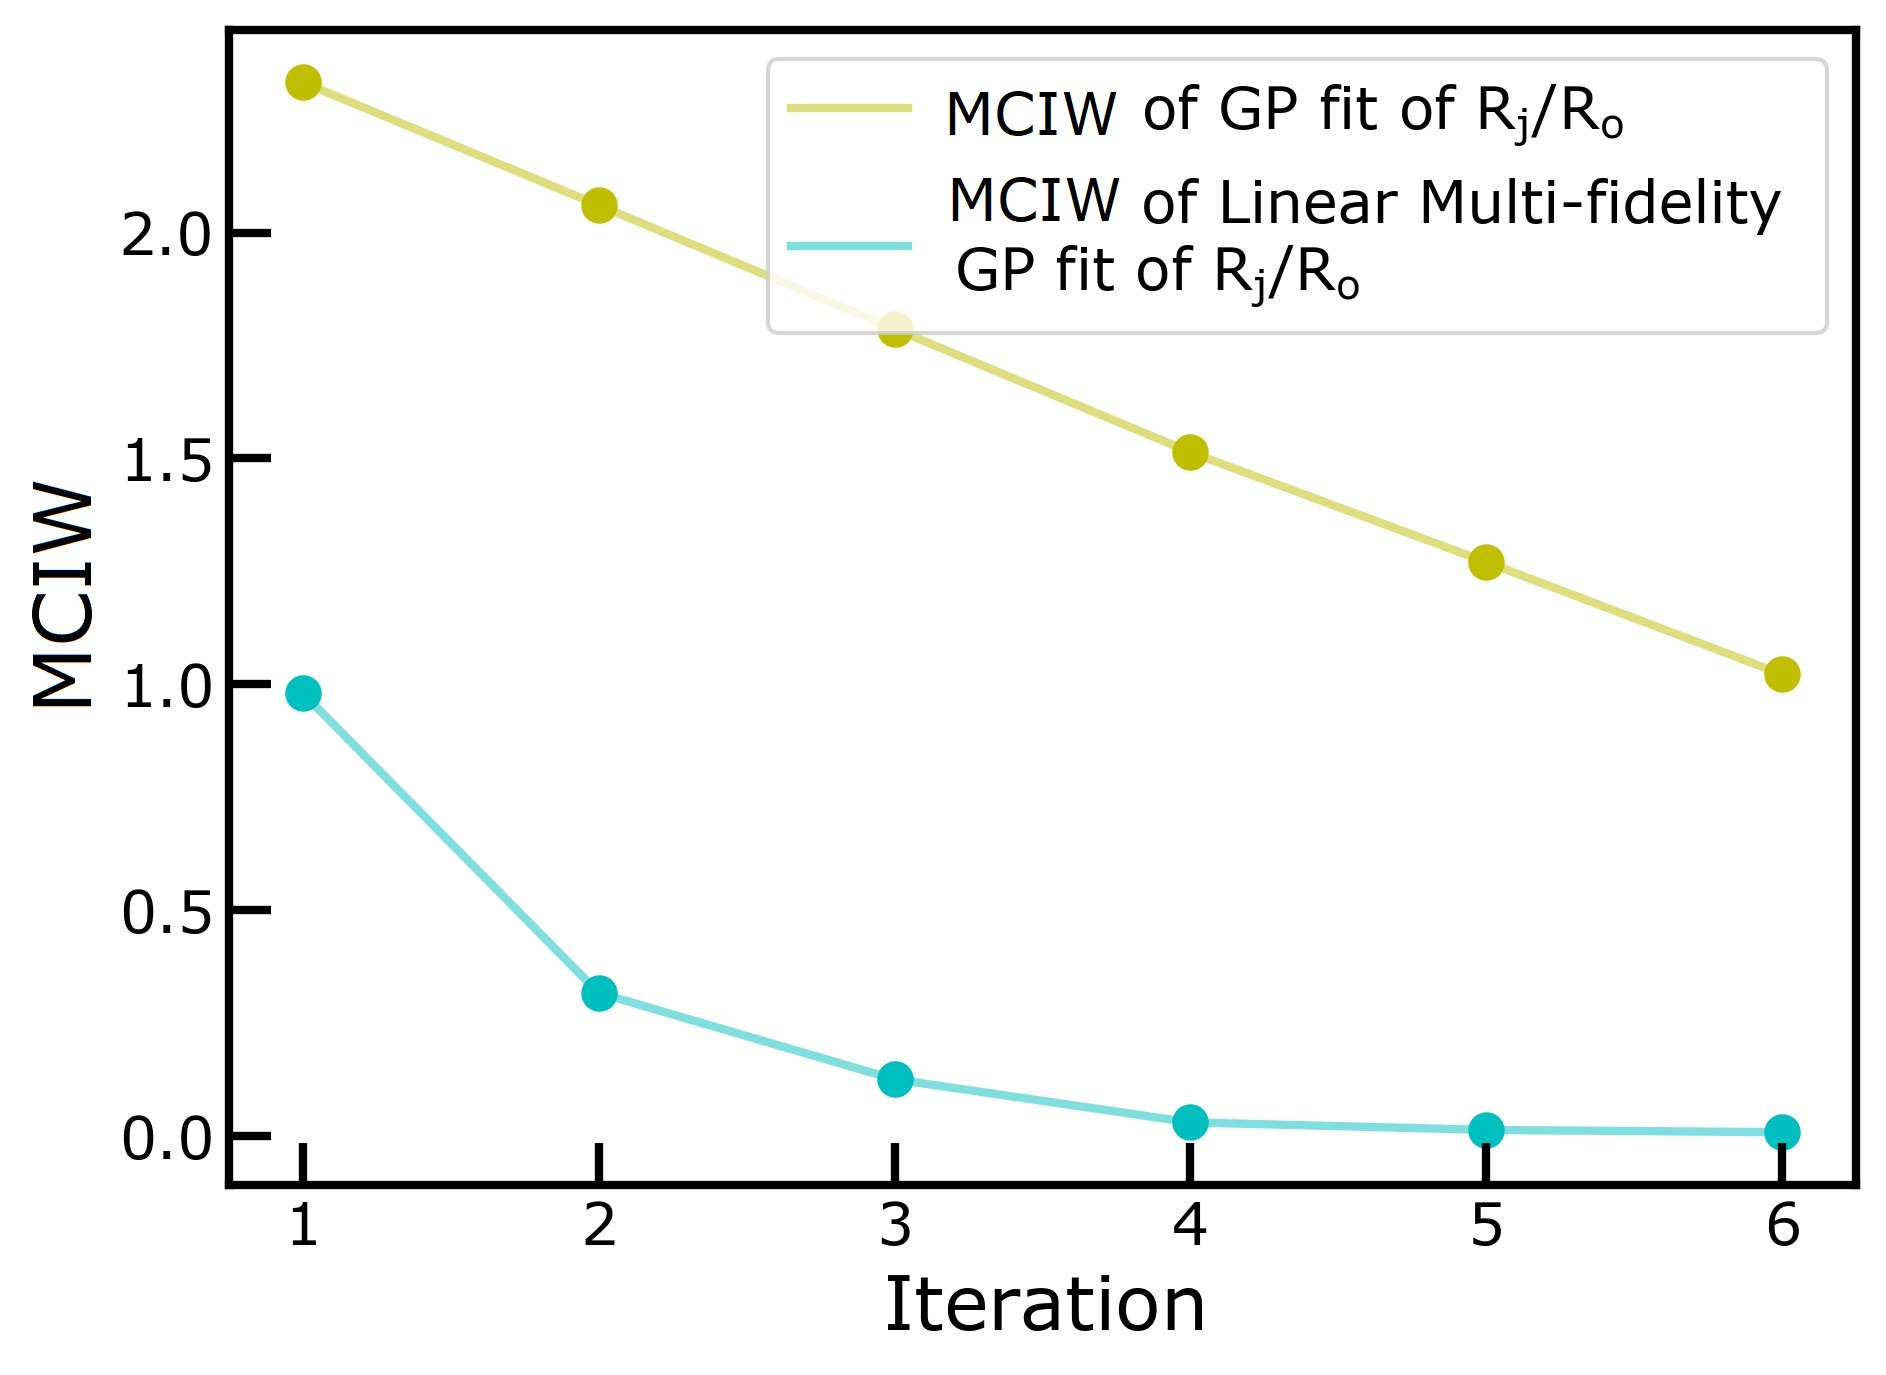 MCIW of GP fit of Rj/Ro
MCIW of Linear Multi-fidelity
GP fit of Rj/Ro
2.0
1.5
1.0
0.5
0.0
MCIW
1 2 3 4 5 6
Iteration